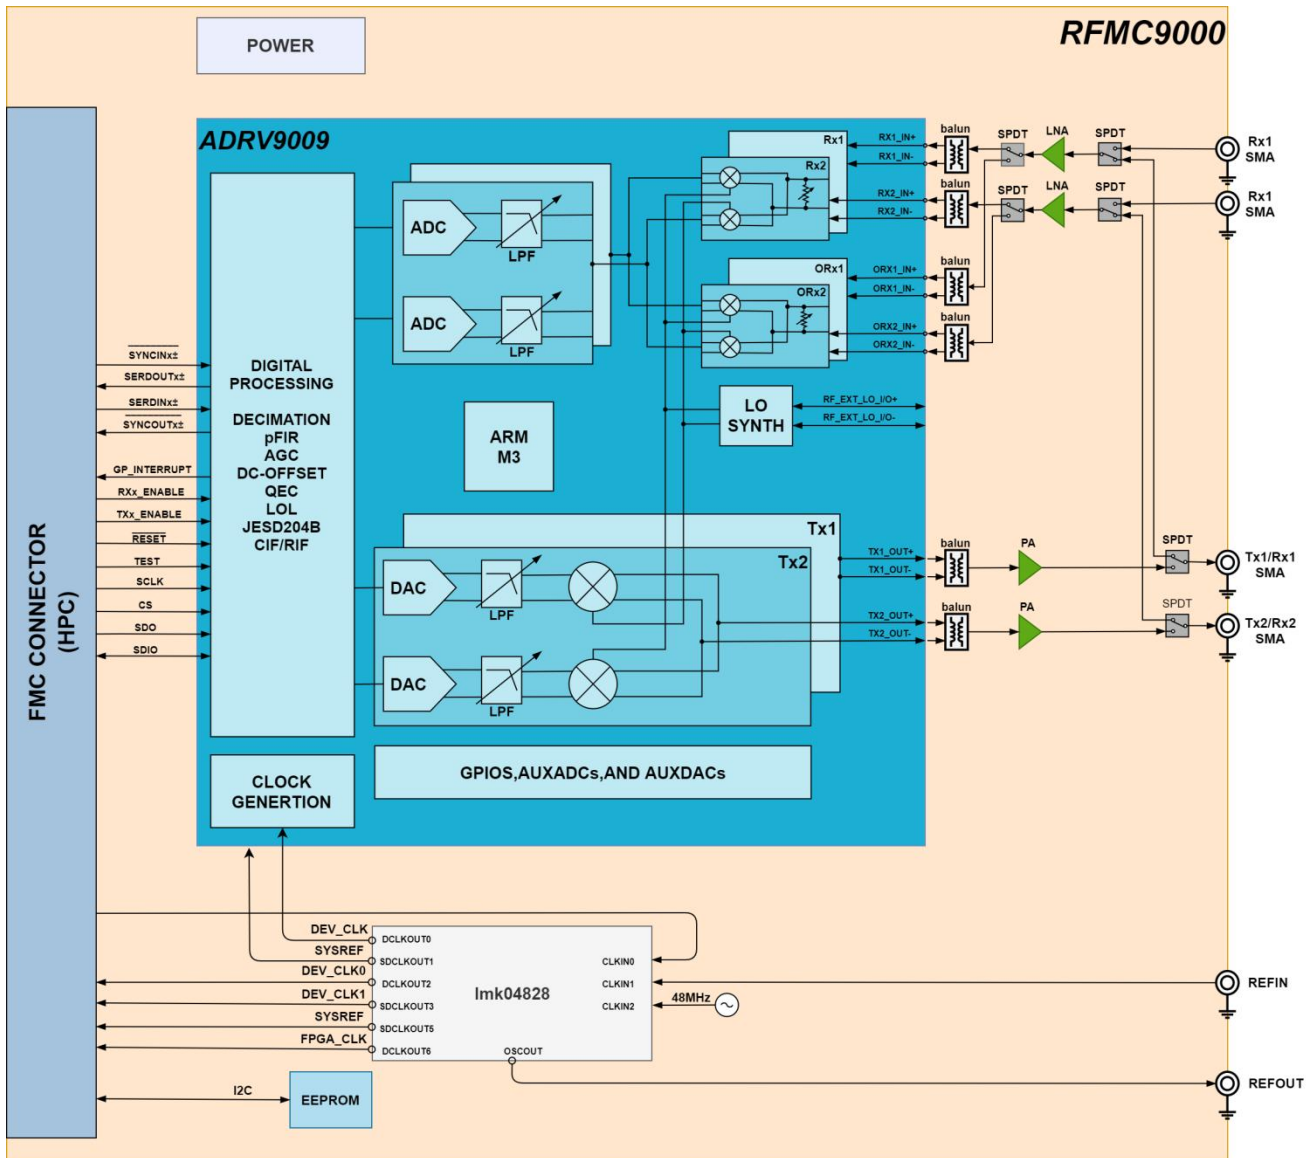 POWER
RFMC9000
ADRV9009
FMC CONNECTOR
(HPC)
SYNCINx±
SERDOUTx±
SERDINx±
SYNCOUTx±
GP_INTERRUPT
RXx_ENABLE
TXx_ENABLE
RESET
TEST
SCLK
CS
SDO
SDIO
DIGITAL
PROCESSING
DECIMATION
pFIR
AGC
DC-OFFSET
QEC
LOL
JESD204B
CIF/RIF
ADC
LPF
ADC
LPF
ARM
M3
Rx1
Rx2
RX1_IN+
RX1_IN-
RX2_IN+
RX2_IN-
ORx1
ORx2
ORX1_IN+
ORX1_IN-
ORX2_IN+
ORX2_IN-
LO
SYNTH
RF_EXT_LO_I/O+
RF_EXT_LO_I/O-
balun
SPDT
LNA
SPDT
Rx1
SMA
balun
SPDT
LNA
SPDT
Rx1
SMA
balun
balun
Tx1
Tx2
DAC
LPF
DAC
LPF
TX1_OUT+
TX1_OUT-
TX2_OUT+
TX2_OUT-
balun
PA
SPDT
Tx1/Rx1
SMA
balun
PA
SPDT
Tx2/Rx2
SMA
GPIOS,AUXADCs,AND AUXDACs
CLOCK
GENERTION
DEV_CLK
SYSREF
DEV_CLK0
DEV_CLK1
SYSREF
FPGA_CLK
DCLKOUT0
SDCLKOUT1
DCLKOUT2
SDCLKOUT3
SDCLKOUT5
DCLKOUT6
lmk04828
OSCOUT
CLKIN0
CLKIN1
CLKIN2
48MHz
REFIN
REFOUT
I2C
EEPROM